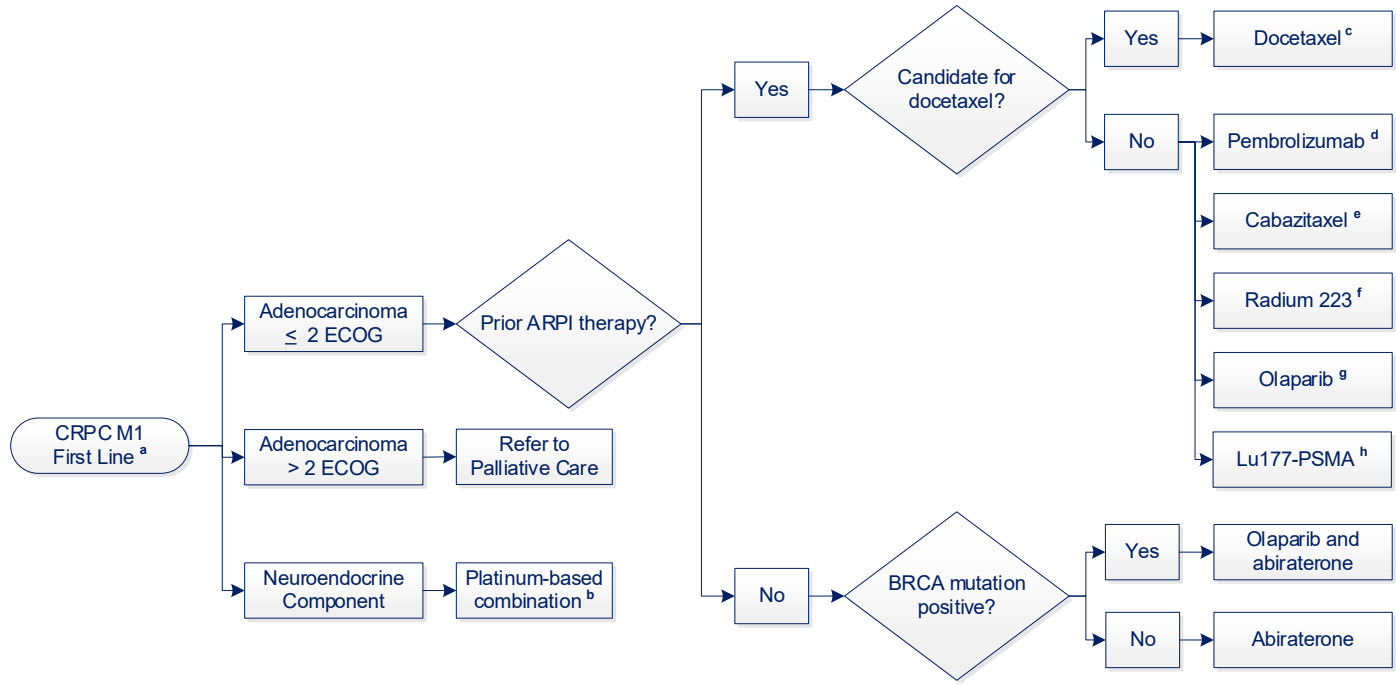 CRPC M1
First Line a
Adenocarcinoma
≤ 2 ECOG
Prior ARPI therapy?
Adenocarcinoma
> 2 ECOG
Refer to
Palliative Care
Neuroendocrine
Component
Platinum-based
combination b
Yes
Candidate for
docetaxel?
Yes
Docetaxel c
No
Pembrolizumab d
Cabazitaxel e
Radium 223 f
Olaparib g
Lu177-PSMA h
No
BRCA mutation
positive?
Yes
Olaparib and
abiraterone
No
Abiraterone